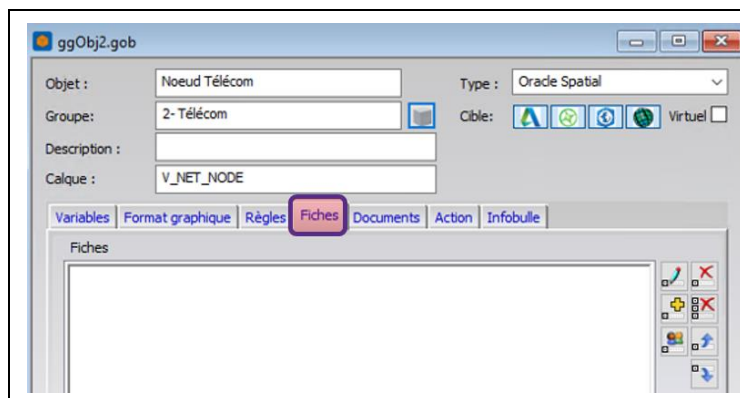 ggObj2.gob
Objet : Noeud Télécom Type : Oracle Spatial
Groupe: 2- Télécom Cible: Virtuel
Description :
Calque : V_NET_NODE
Variables Format graphique Règles Fiches Documents Action Infobulle
Fiches